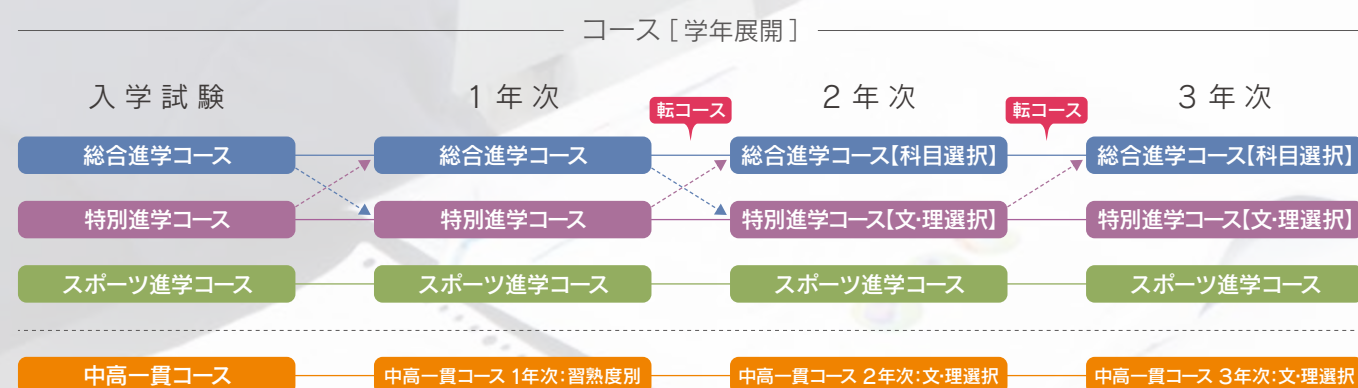 コース［学年展開］
入学試験
1年次
転コース
2年次
転コース
3年次
総合進学コース
総合進学コース
総合進学コース【科目選択】
総合進学コース【科目選択】
特別進学コース
特別進学コース
特別進学コース【文・理選択】
特別進学コース【文・理選択】
スポーツ進学コース
スポーツ進学コース
スポーツ進学コース
スポーツ進学コース
中高一貫コース
中高一貫コース 1年次：習熟度別
中高一貫コース 2年次：文・理選択
中高一貫コース 3年次：文・理選択